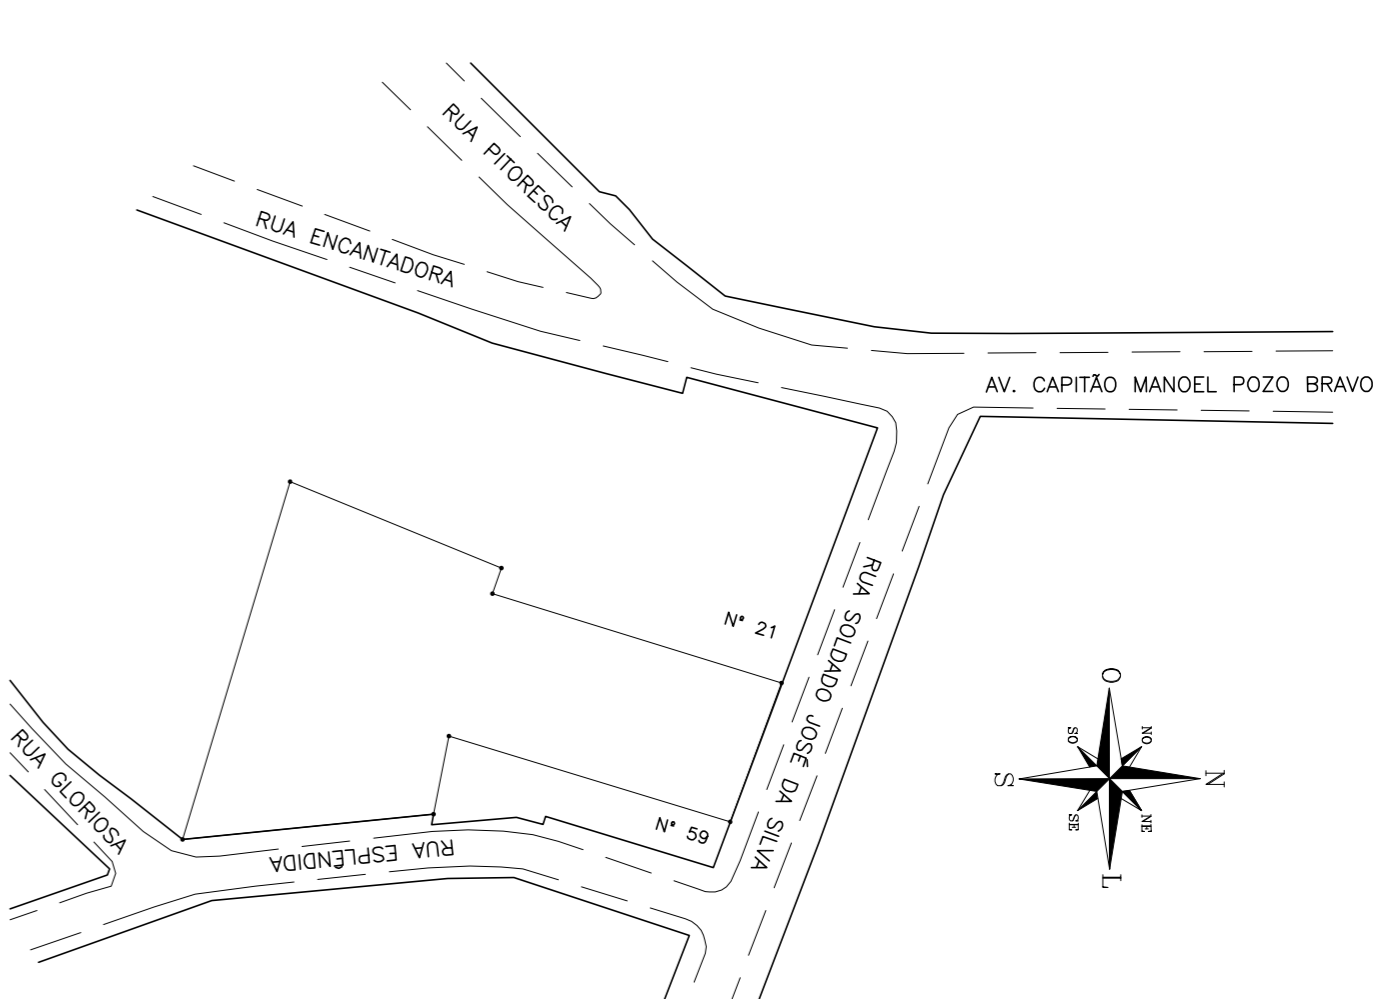 RUA PITORESCA
RUA ENCANTADORA
AV. CAPITÃO MANOEL POZO BRAVO
RUA SOLDADO JOSÉ DA SILVA
Nº 21
Nº 59
RUA GLORIOSA
RUA ESPLÊNDIDA
O
SO
NO
S
N
SE
NE
L